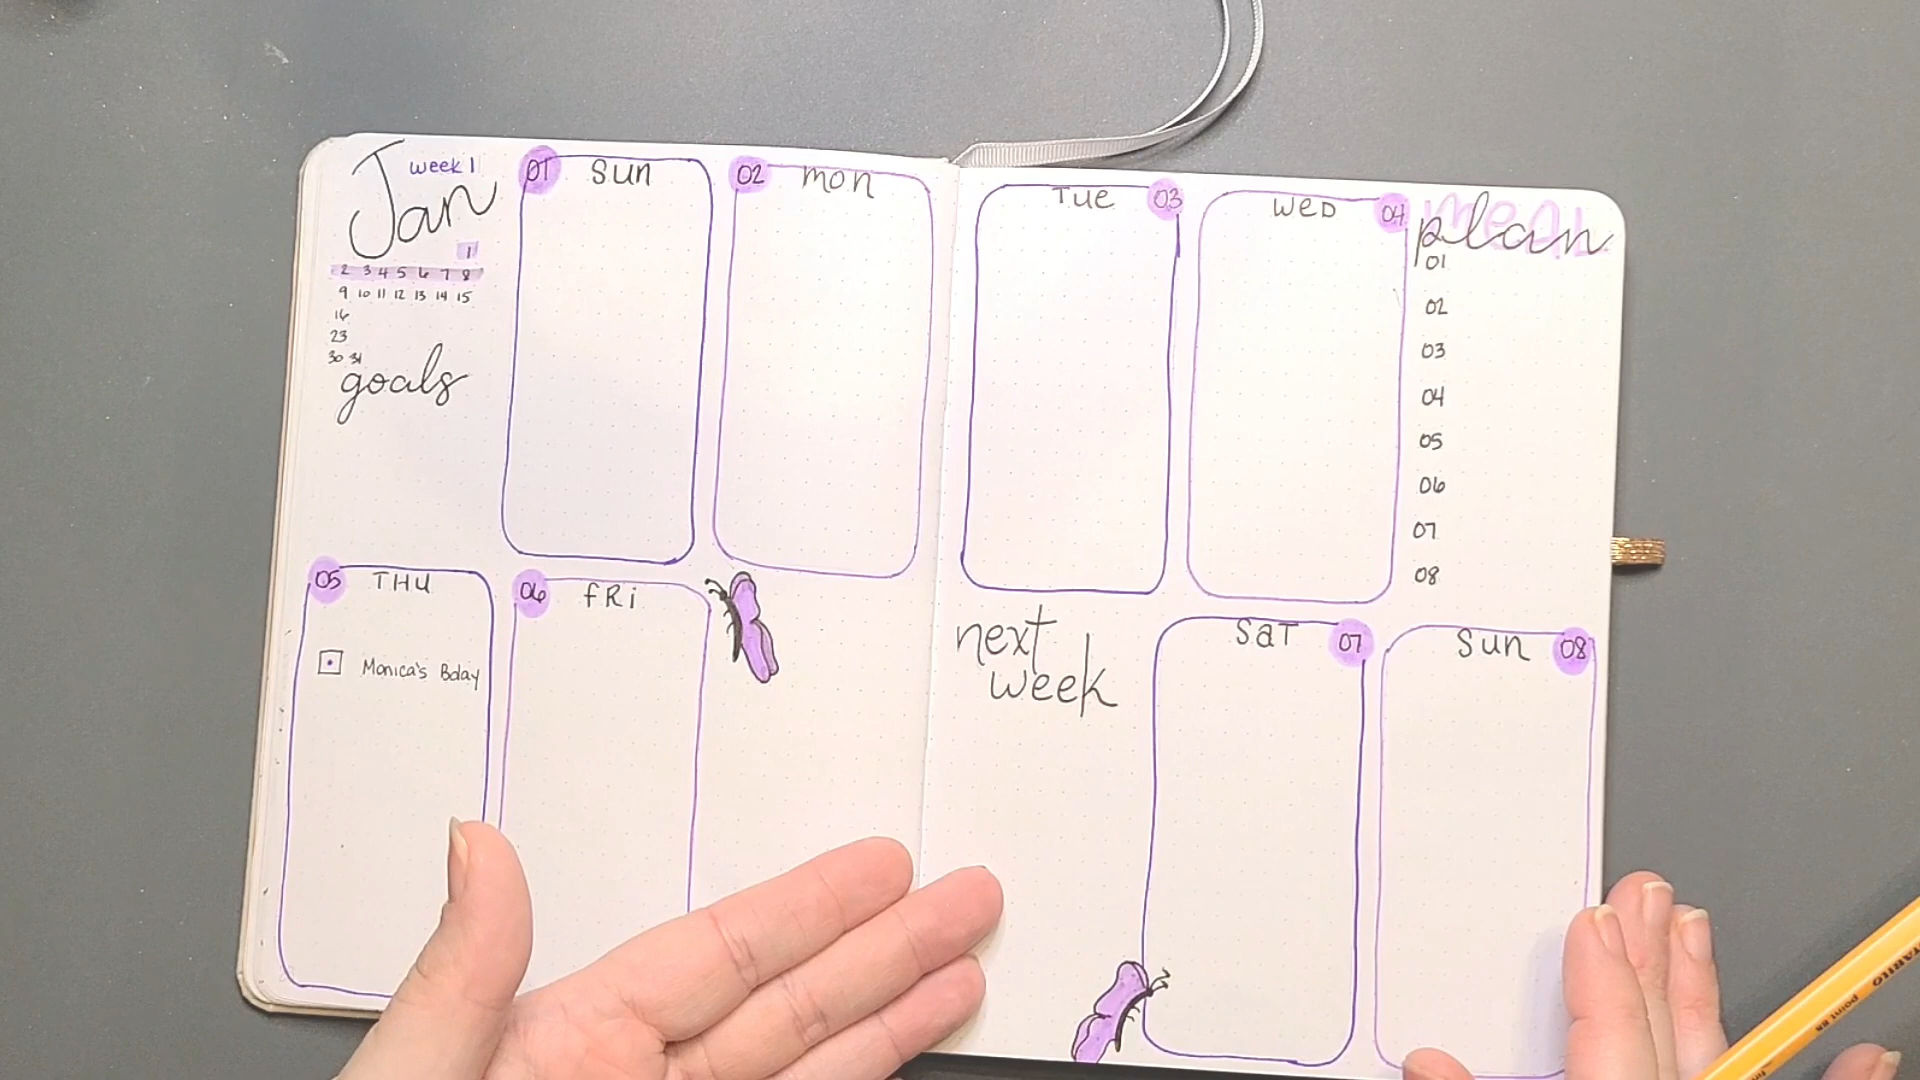 week 1
Jan
1
2 3 4 5 6 7 8
9 10 11 12 13 14 15
16
23
30 31
goals
01 Sun
02 mon
Tue 03
WeD 04
meal
plan
01
02
03
04
05
06
07
08
05 THU
Monica's Bday
06 fRi
next
week
SaT 07
Sun 08
point 88